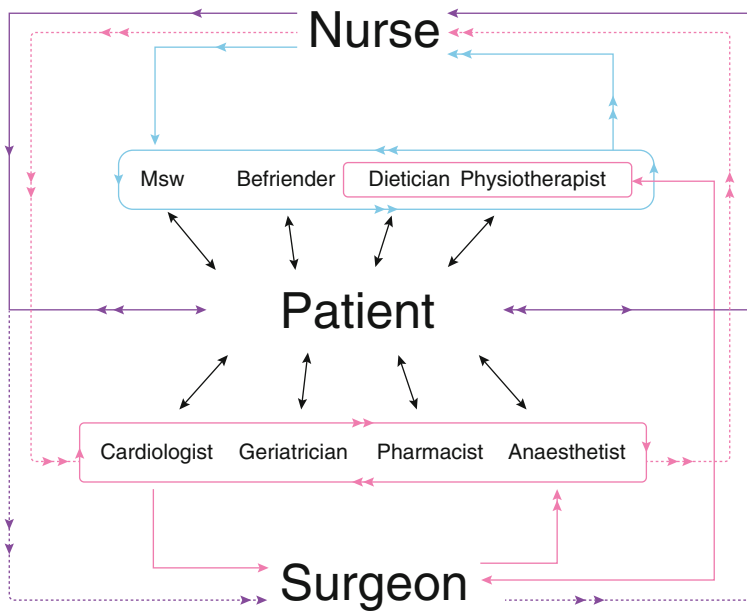 Nurse
Msw Befriender Dietician Physiotherapist
Patient
Cardiologist Geriatrician Pharmacist Anaesthetist
Surgeon